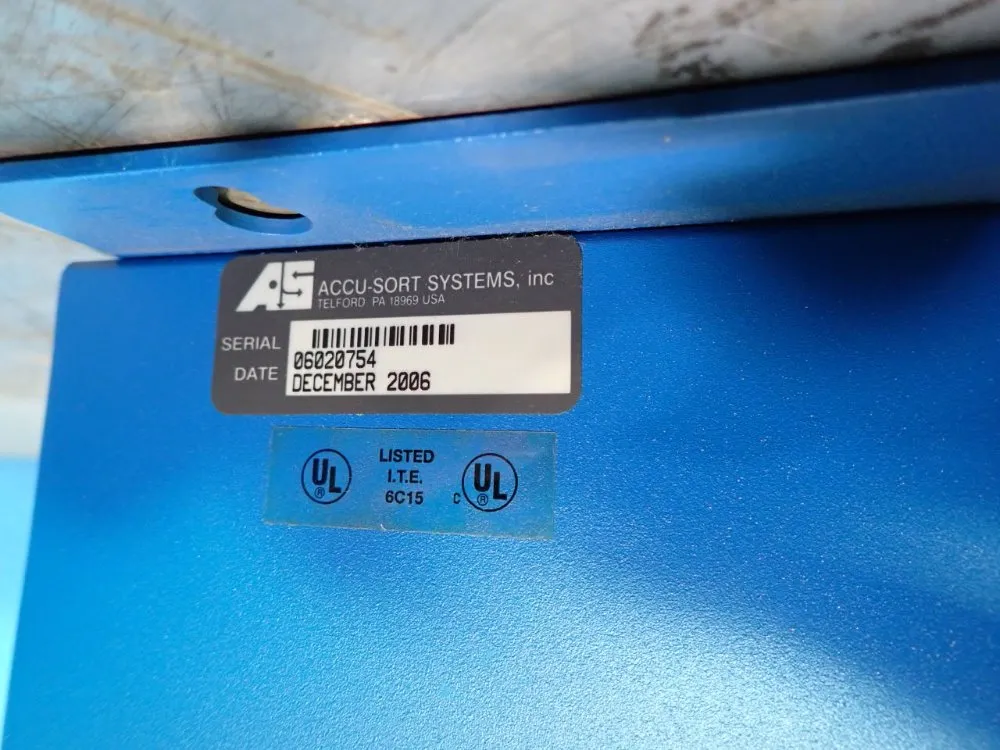 AS ACCU-SORT SYSTEMS, inc
TELFORD PA 18969 USA
SERIAL 06020754
DATE DECEMBER 2006
UL® LISTED C UL®
I.T.E.
6C15